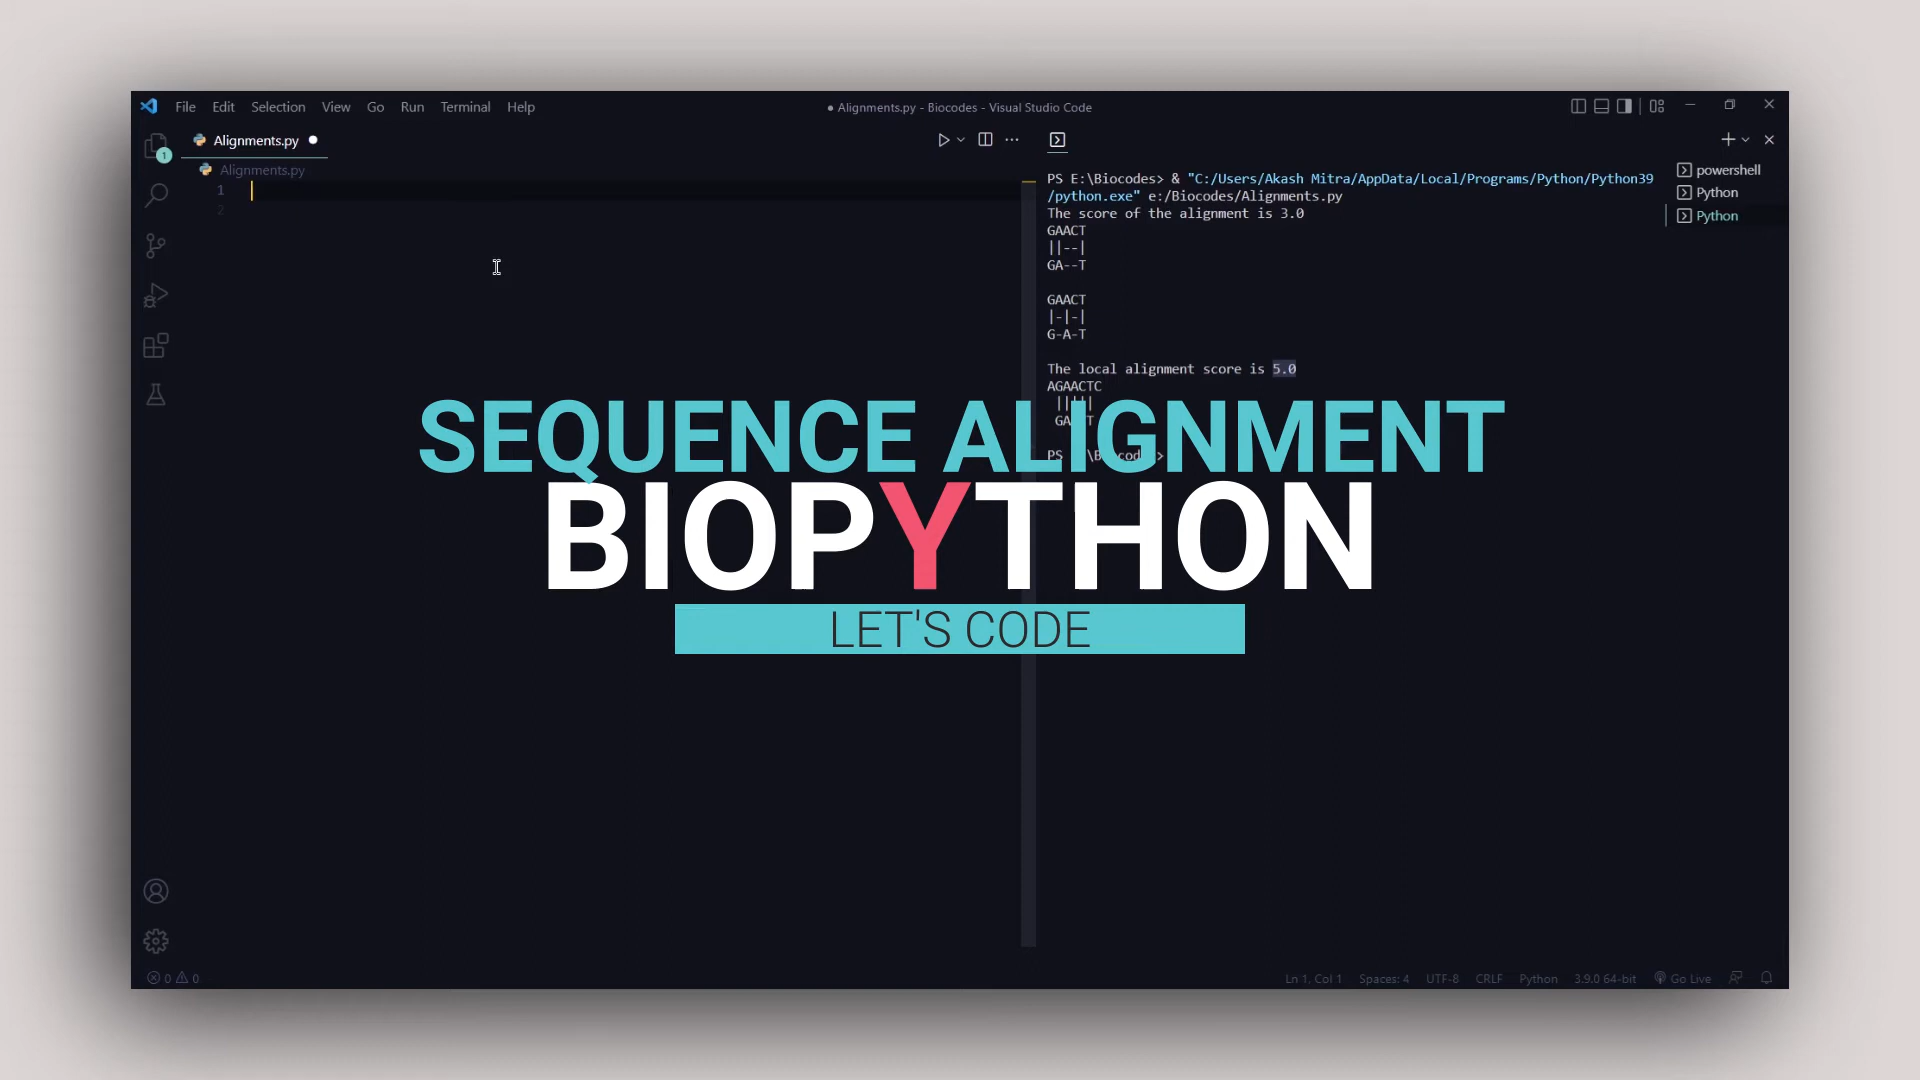 File Edit Selection View Go Run Terminal Help
● Alignments.py - Biocodes - Visual Studio Code
Alignments.py ●
Alignments.py
1
1
2
PS E:\Biocodes> & "C:/Users/Akash Mitra/AppData/Local/Programs/Python/Python39
/python.exe" e:/Biocodes/Alignments.py
The score of the alignment is 3.0
GAACT
||--|
GA--T
GAACT
|-|-|
G-A-T
The local alignment score is 5.0
AGAACTC
powershell
Python
Python
SEQUENCE ALIGNMENT
BIOPYTHON
LET'S CODE
0 0
Ln 1, Col 1 Spaces: 4 UTF-8 CRLF Python 3.9.0 64-bit Go Live